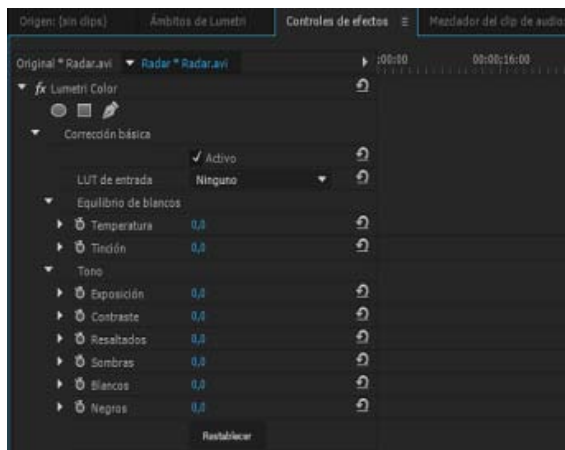 Origen: (sin clips) Ámbitos de Lumetri Controles de efectos Mezclador del clip de audio:
Original * Radar.avi Radar * Radar.avi ;00:00 00:00:16:00
fx Lumetri Color
Corrección básica
Activo
LUT de entrada Ninguno
Equilibrio de blancos
Temperatura 0,0
Tinción 0,0
Tono
Exposición 0,0
Contraste 0,0
Resaltados 0,0
Sombras 0,0
Blancos 0,0
Negros 0,0
Restablecer